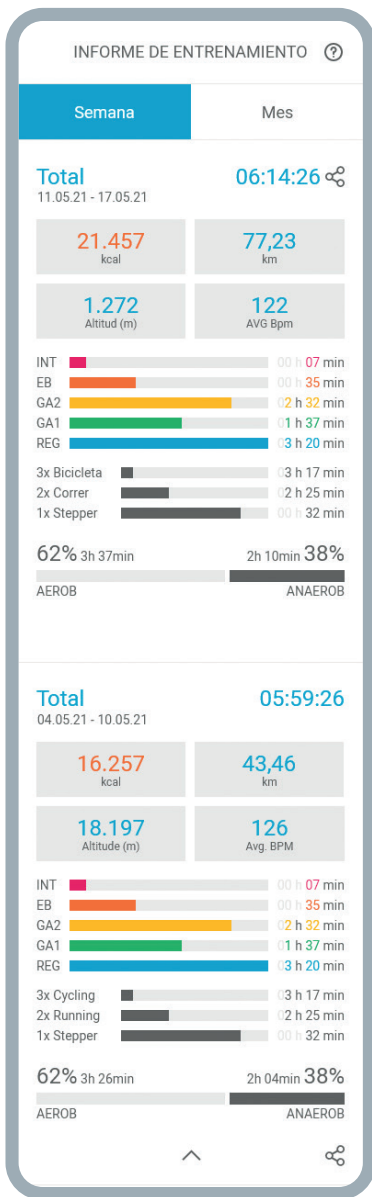 INFORME DE ENTRENAMIENTO ?
Semana Mes
Total 06:14:26
11.05.21 - 17.05.21
21.457 77,23
kcal km
1.272 122
Altitud (m) AVG Bpm
INT 00 h 07 min
EB 00 h 35 min
GA2 02 h 32 min
GA1 01 h 37 min
REG 03 h 20 min
3x Bicicleta 03 h 17 min
2x Correr 02 h 25 min
1x Stepper 00 h 32 min
62% 3h 37min 2h 10min 38%
AEROB ANAEROB
Total 05:59:26
04.05.21 - 10.05.21
16.257 43,46
kcal km
18.197 126
Altitude (m) Avg. BPM
INT 00 h 07 min
EB 00 h 35 min
GA2 02 h 32 min
GA1 01 h 37 min
REG 03 h 20 min
3x Cycling 03 h 17 min
2x Running 02 h 25 min
1x Stepper 00 h 32 min
62% 3h 26min 2h 04min 38%
AEROB ANAEROB